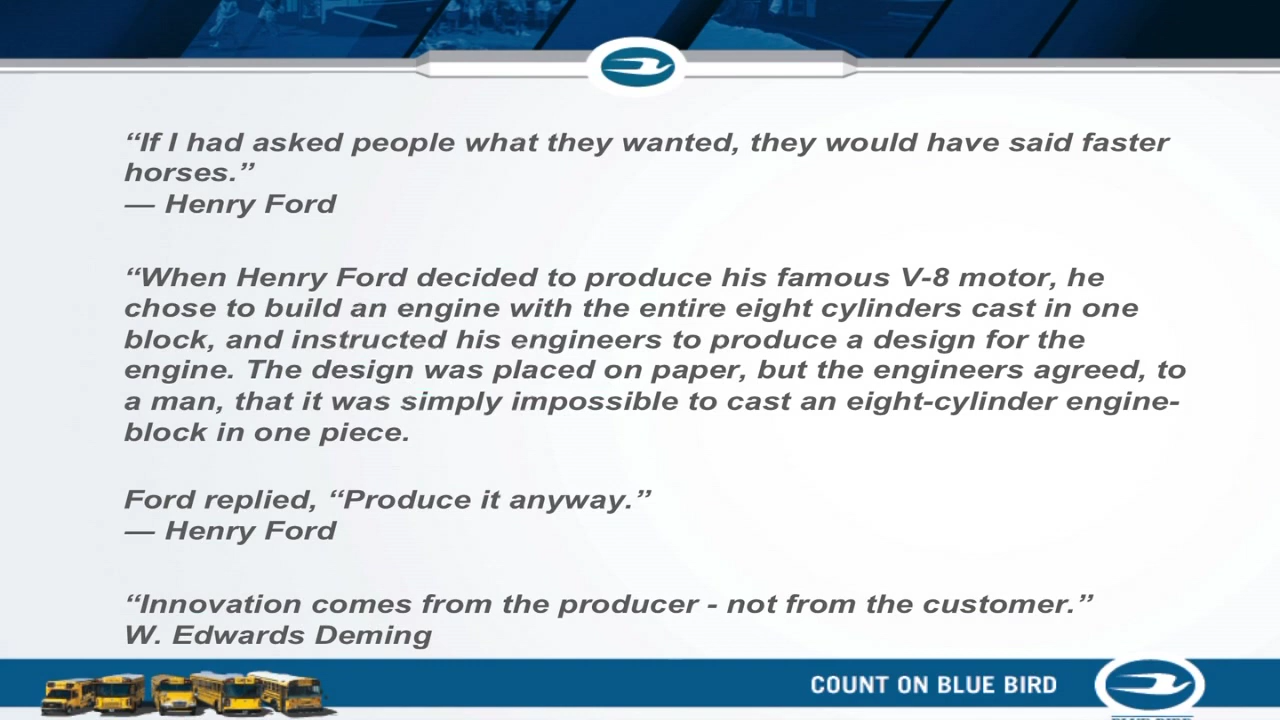 “If I had asked people what they wanted, they would have said faster
horses.”
— Henry Ford
“When Henry Ford decided to produce his famous V-8 motor, he
chose to build an engine with the entire eight cylinders cast in one
block, and instructed his engineers to produce a design for the
engine. The design was placed on paper, but the engineers agreed, to
a man, that it was simply impossible to cast an eight-cylinder engine-
block in one piece.
Ford replied, “Produce it anyway.”
— Henry Ford
“Innovation comes from the producer - not from the customer.”
W. Edwards Deming
COUNT ON BLUE BIRD